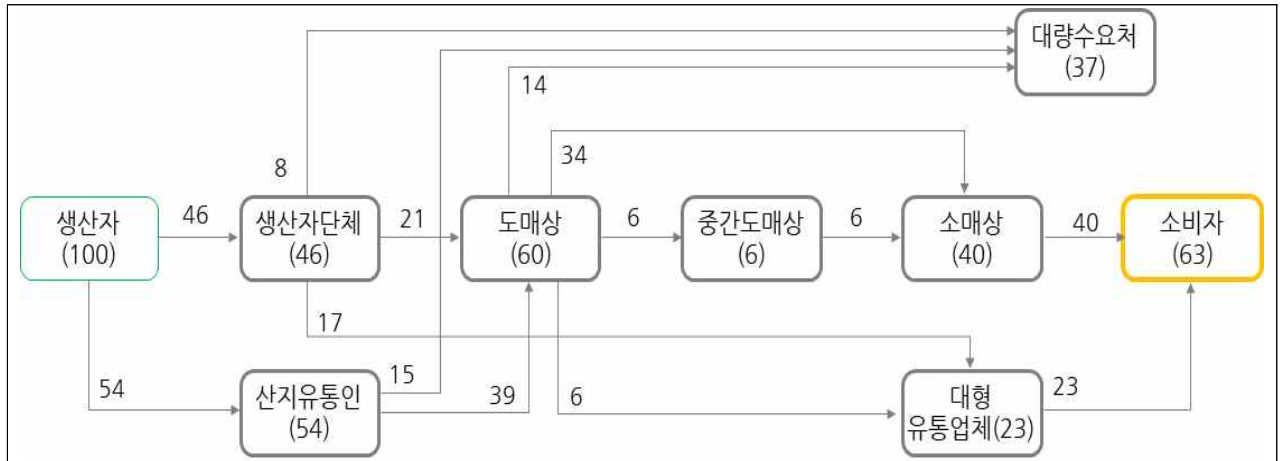 대량수요처
(37)
14
34
8
생산자
(100)
46
생산자단체
(46)
21
도매상
(60)
6
중간도매상
(6)
6
소매상
(40)
40
소비자
(63)
17
54
산지유통인
(54)
15
39
6
대형
유통업체(23)
23